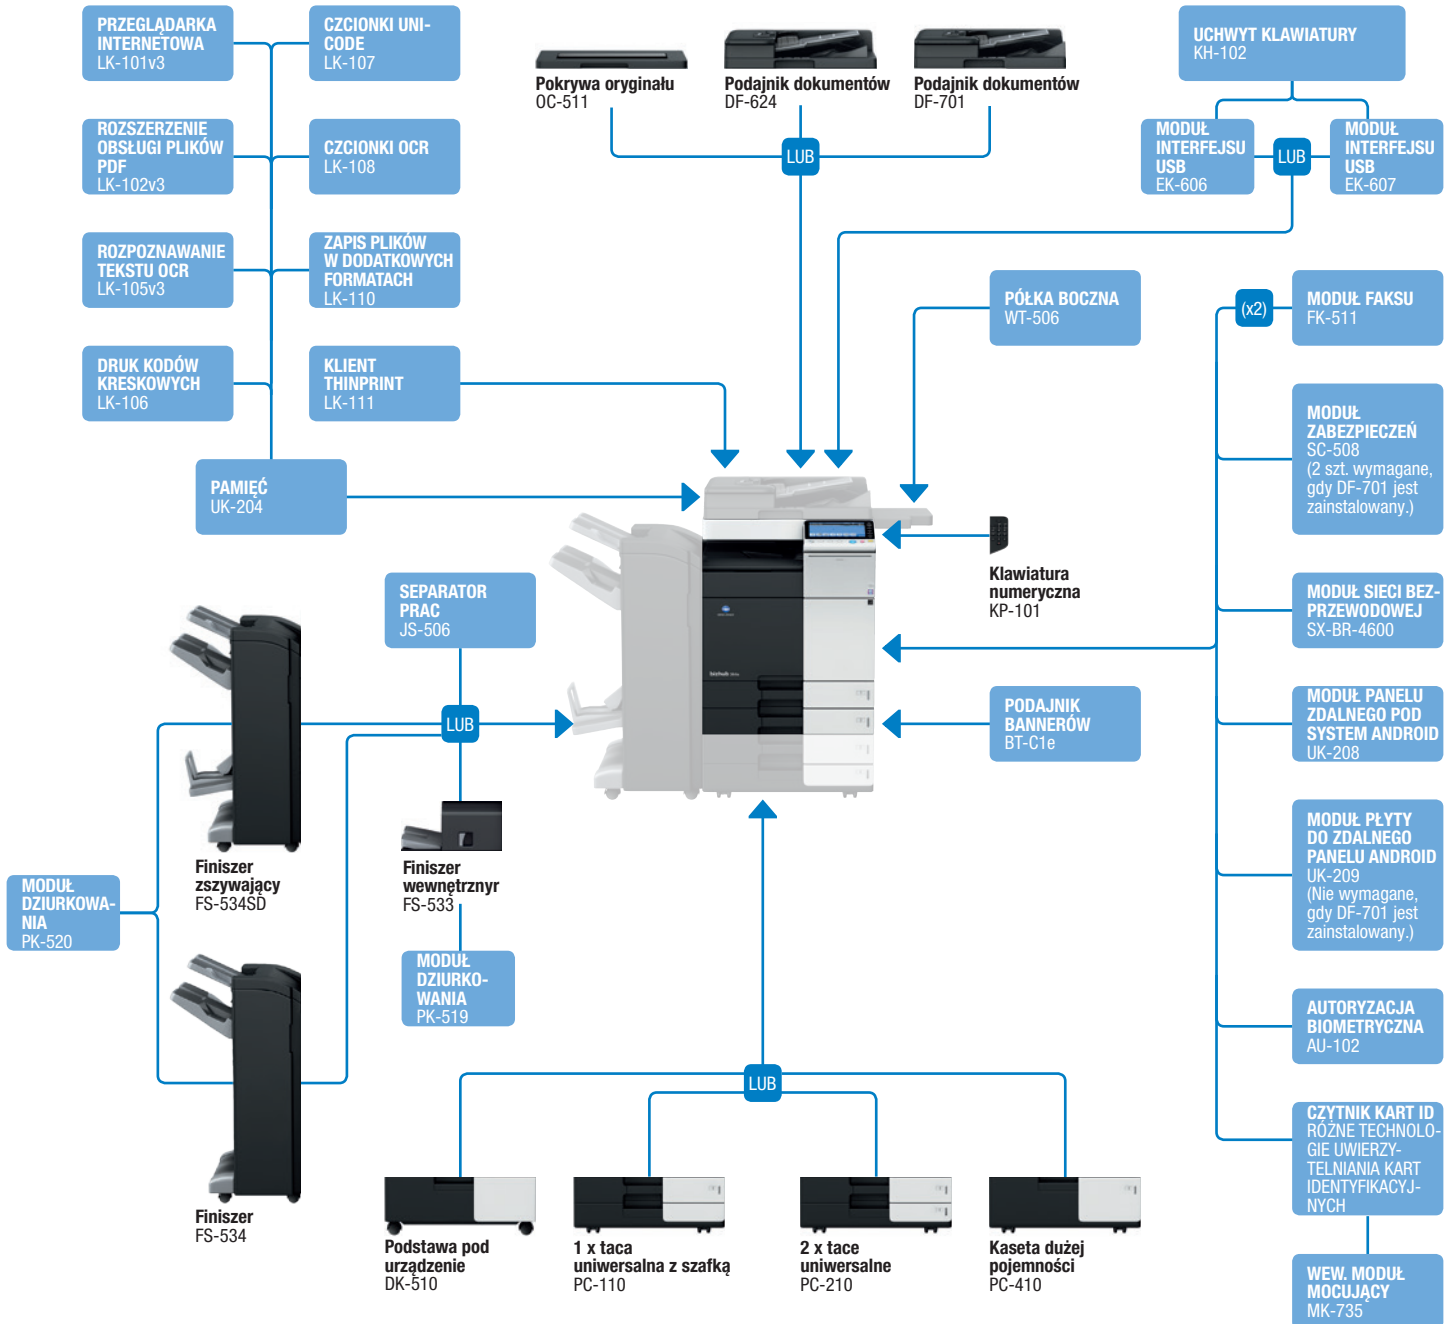 PRZEGLĄDARKA
INTERNETOWA
LK-101v3
CZCIONKI UNI-
CODE
LK-107
ROZSZERZENIE
OBSŁUGI PLIKÓW
PDF
LK-102v3
CZCIONKI OCR
LK-108
ROZPOZNAWANIE
TEKSTU OCR
LK-105v3
ZAPIS PLIKÓW
W DODATKOWYCH
FORMATACH
LK-110
DRUK KODÓW
KRESKOWYCH
LK-106
KLIENT
THINPRINT
LK-111
PAMIĘĆ
UK-204
Pokrywa oryginału
OC-511
Podajnik dokumentów
DF-624
Podajnik dokumentów
DF-701
LUB
UCHWYT KLAWIATURY
KH-102
MODUŁ
INTERFEJSU
USB
EK-606
LUB
MODUŁ
INTERFEJSU
USB
EK-607
PÓŁKA BOCZNA
WT-506
(x2)
MODUŁ FAKSU
FK-511
MODUŁ
ZABEZPIECZEŃ
SC-508
(2 szt. wymagane,
gdy DF-701 jest
zainstalowany.)
Klawiatura
numeryczna
KP-101
MODUŁ SIECI BEZ-
PRZEWODOWEJ
SX-BR-4600
SEPARATOR
PRAC
JS-506
LUB
PODAJNIK
BANNERÓW
BT-C1e
MODUŁ PANELU
ZDALNEGO POD
SYSTEM ANDROID
UK-208
MODUŁ PŁYTY
DO ZDALNEGO
PANELU ANDROID
UK-209
(Nie wymagane,
gdy DF-701 jest
zainstalowany.)
Finiszer
zszywający
FS-534SD
Finiszer
wewnętrznyr
FS-533
MODUŁ
DZIURKOWA-
NIA
PK-520
MODUŁ
DZIURKO-
WANIA
PK-519
AUTORYZACJA
BIOMETRYCZNA
AU-102
LUB
CZYTNIK KART ID
RÓŻNE TECHNOLO-
GIE UWIERZY-
TELNIANIA KART
IDENTYFIKACYJ-
NYCH
Finiszer
FS-534
Podstawa pod
urządzenie
DK-510
1 x taca
uniwersalna z szafką
PC-110
2 x tace
uniwersalne
PC-210
Kaseta dużej
pojemności
PC-410
WEW. MODUŁ
MOCUJĄCY
MK-735